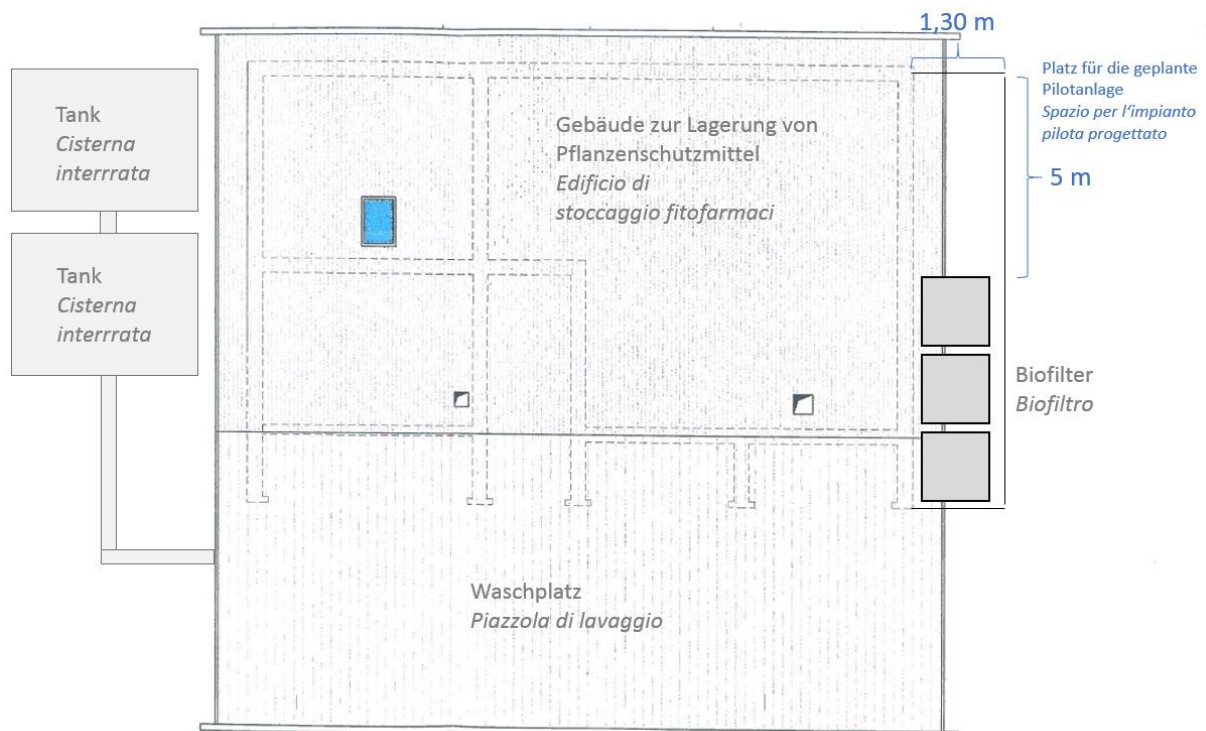 1,30 m
Tank
Cisterna
interrrata
Tank
Cisterna
interrrata
Gebäude zur Lagerung von
Pflanzenschutzmittel
Edificio di
stoccaggio fitofarmaci
Platz für die geplante
Pilotanlage
Spazio per l'impianto
pilota progettato
5 m
Biofilter
Biofiltro
Waschplatz
Piazzola di lavaggio